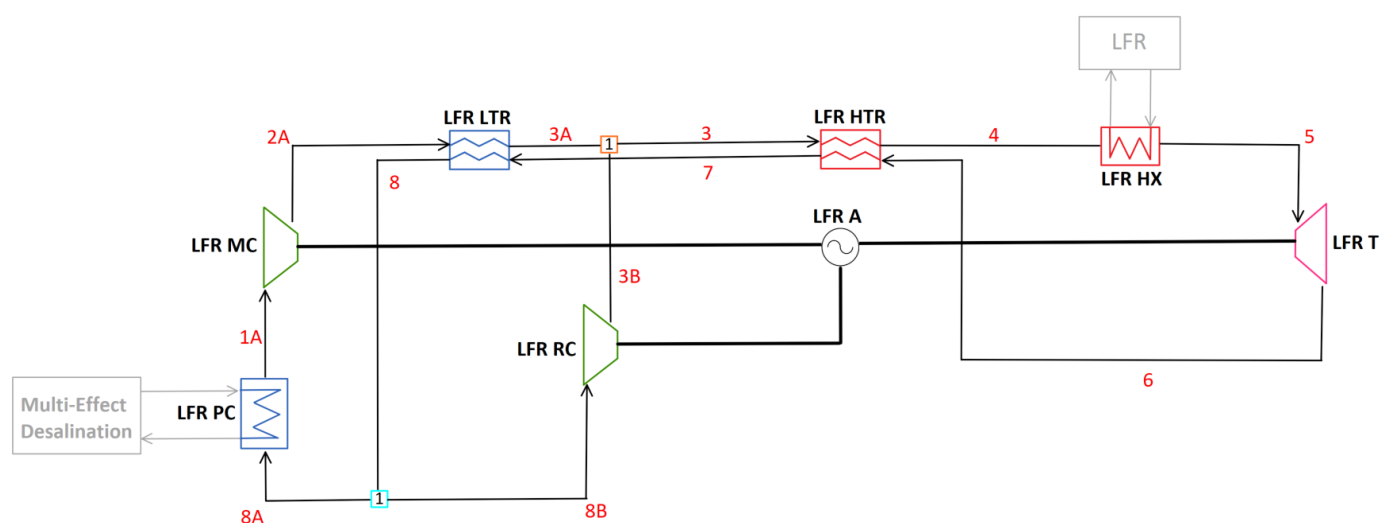 LFR
LFR LTR
LFR HTR
2A
3A
3
4
5
1
1
8
7
LFR HX
LFR A
LFR MC
LFR T
3B
1A
LFR RC
6
Multi-Effect
Desalination
LFR PC
1
8A
8B